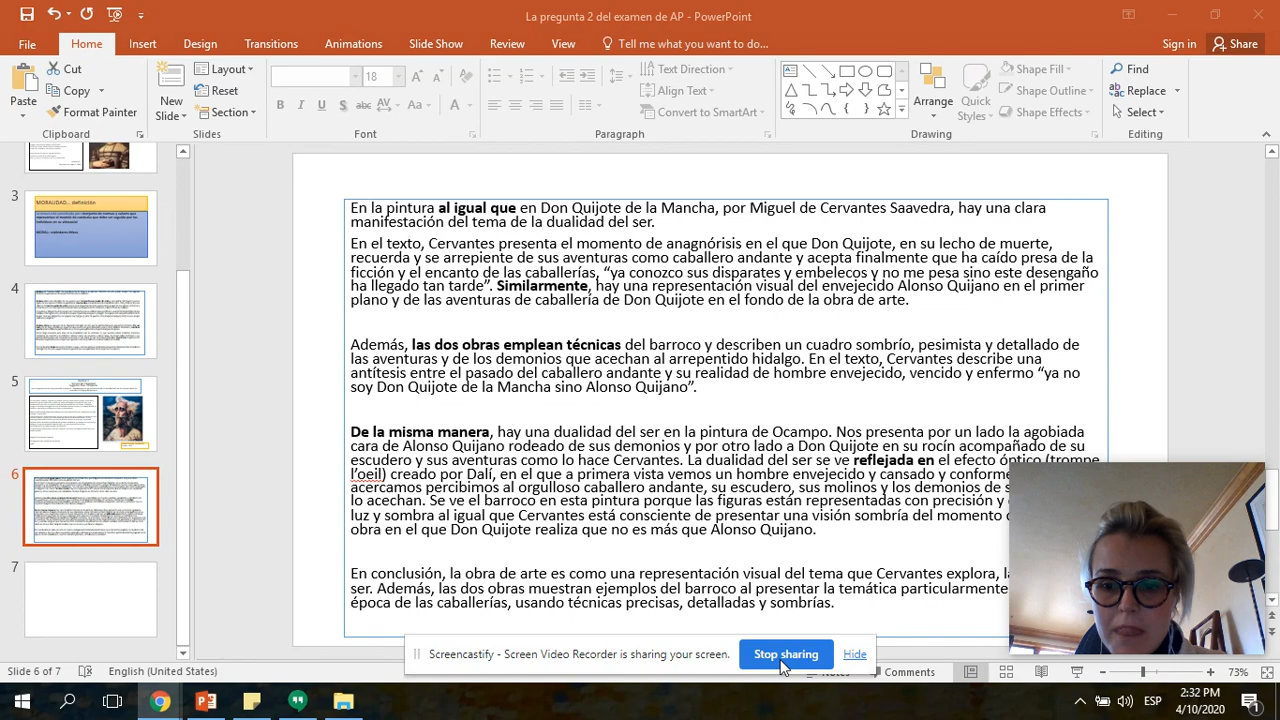 La pregunta 2 del examen de AP - PowerPoint
File Home Insert Design Transitions Animations Slide Show Review View Tell me what you want to do... Sign in Share
Paste
Cut
Copy
Format Painter
Clipboard
New
Slide
Layout
Reset
Section
Slides
18
B I U S abc AV Aa A
Font
Text Direction
Align Text
Convert to SmartArt
Paragraph
Arrange
Quick
Styles
Shape Fill
Shape Outline
Shape Effects
Drawing
Find
Replace
Select
Editing
3
MORALIDAD... definición
4
5
6
7
En la pintura al igual que en Don Quijote de la Mancha, por Miguel de Cervantes Saavedra, hay una clara
manifestación del tema de la dualidad del ser.
En el texto, Cervantes presenta el momento de anagnórisis en el que Don Quijote, en su lecho de muerte,
recuerda y se arrepiente de sus aventuras como caballero andante y acepta finalmente que ha caído presa de la
ficción y el encanto de las caballerías, “ya conozco sus disparates y embelecos y no me pesa sino este desengaño
ha llegado tan tarde”. Similarmente, hay una representación visual del envejecido Alonso Quijano en el primer
plano y de las aventuras de caballería de Don Quijote en el fondo de la obra de arte.
Además, las dos obras emplean técnicas del barroco y describen un cuadro sombrío, pesimista y detallado de
las aventuras y de los demonios que acechan al arrepentido hidalgo. En el texto, Cervantes describe una
antítesis entre el pasado del caballero andante y su realidad de hombre envejecido, vencido y enfermo “ya no
soy Don Quijote de la Mancha sino Alonso Quijano”.
De la misma manera, hay una dualidad del ser en la pintura de Ocampo. Nos presenta por un lado la agobiada
cara de Alonso Quijano rodeado de sus demonios y por otro lado a Don Quijote en su rocín acompañado de su
escudero y sus aventuras como lo hace Cervantes. La dualidad del ser se ve reflejada en el efecto óptico (trompe
l’oeil) creado por Dalí, en el que a primera vista vemos un hombre envejecido y cansado y enfermo
acercamos percibimos al orgulloso caballero andante, su escudero, sus molinos y los demonios de s
lo acechan. Se ve el barroco en esta pintura porque las figuras están representadas con precisión y
luz y sombra al igual que Cervantes está consciente de presentar una visión sombría del momento
obra en el que Don Quijote realiza que no es más que Alonso Quijano.
En conclusión, la obra de arte es como una representación visual del tema que Cervantes explora, la
ser. Además, las dos obras muestran ejemplos del barroco al presentar la temática particularmente
época de las caballerías, usando técnicas precisas, detalladas y sombrías.
Screencastify - Screen Video Recorder is sharing your screen. Stop sharing Hide
Slide 6 of 7 English (United States) Notes Comments 73%
ESP
2:32 PM
4/10/2020
1